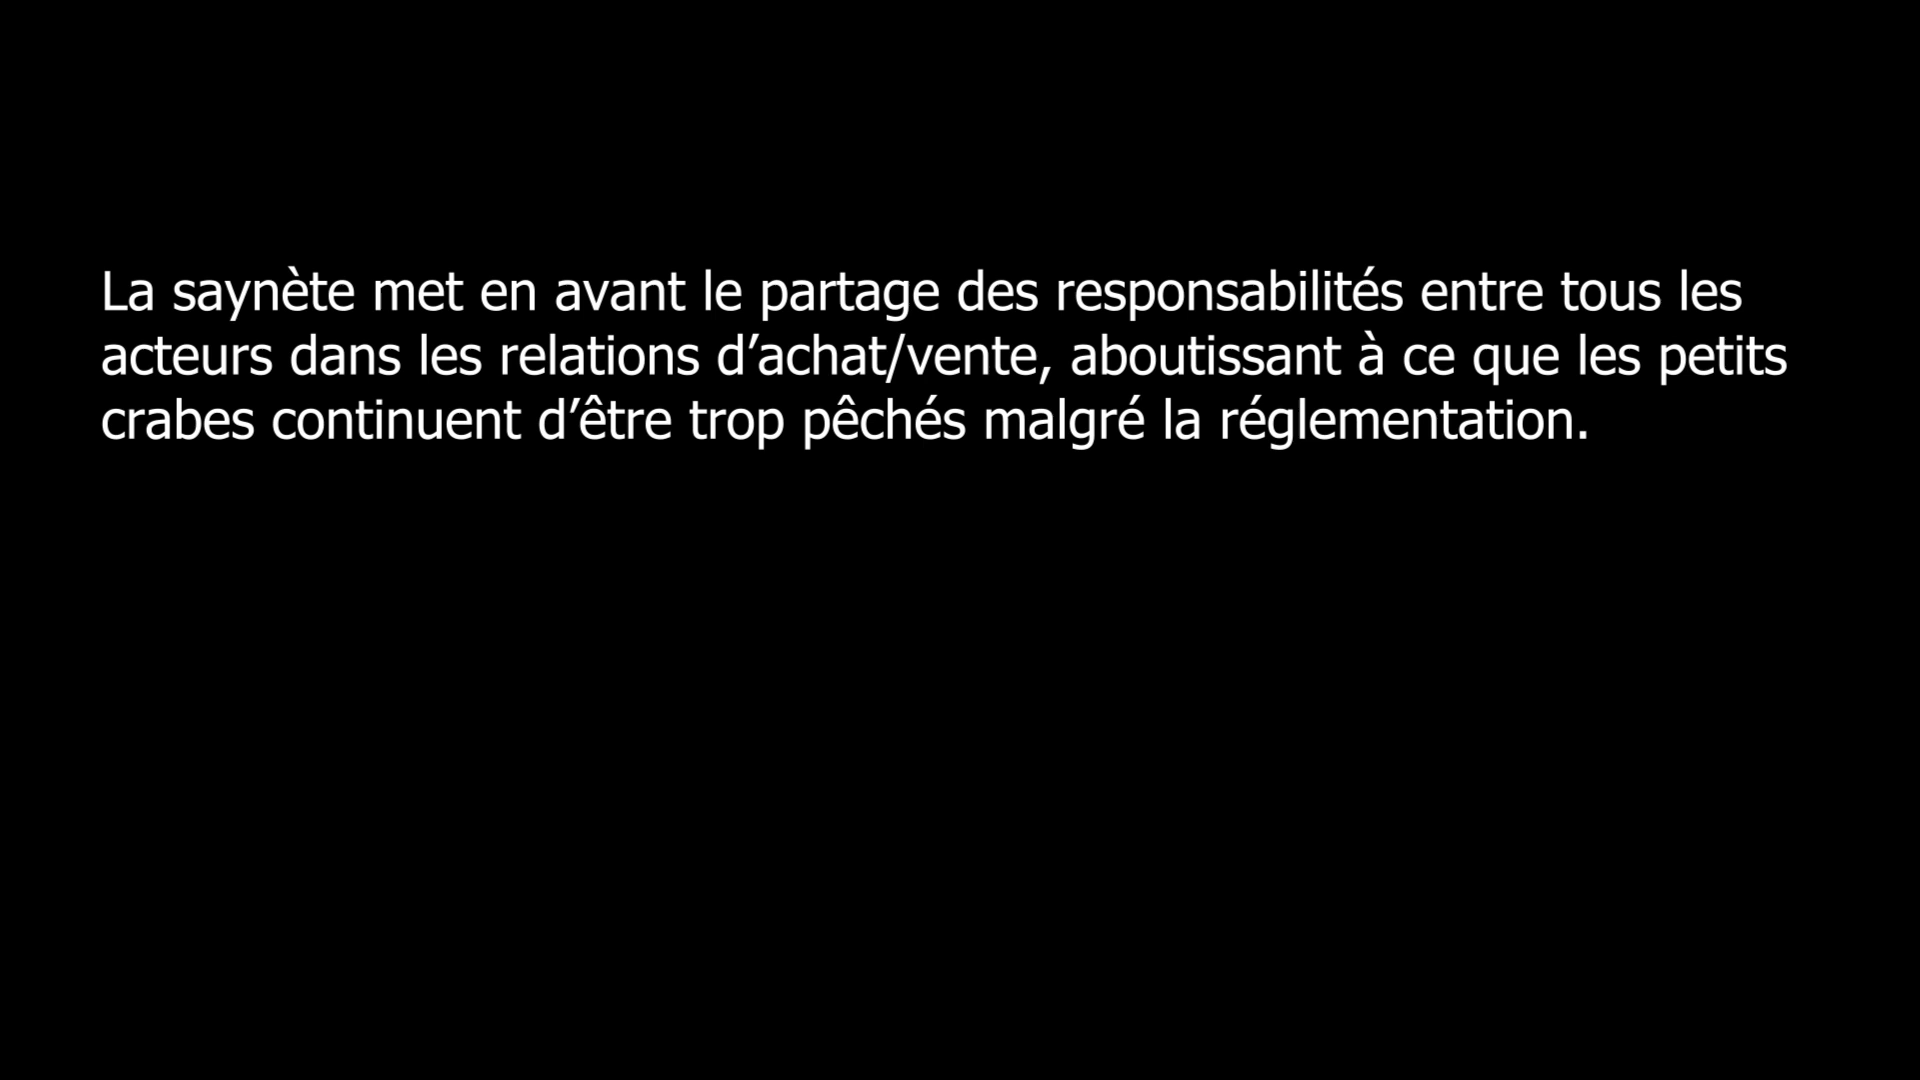 La saynète met en avant le partage des responsabilités entre tous les
acteurs dans les relations d’achat/vente, aboutissant à ce que les petits
crabes continuent d’être trop pêchés malgré la réglementation.